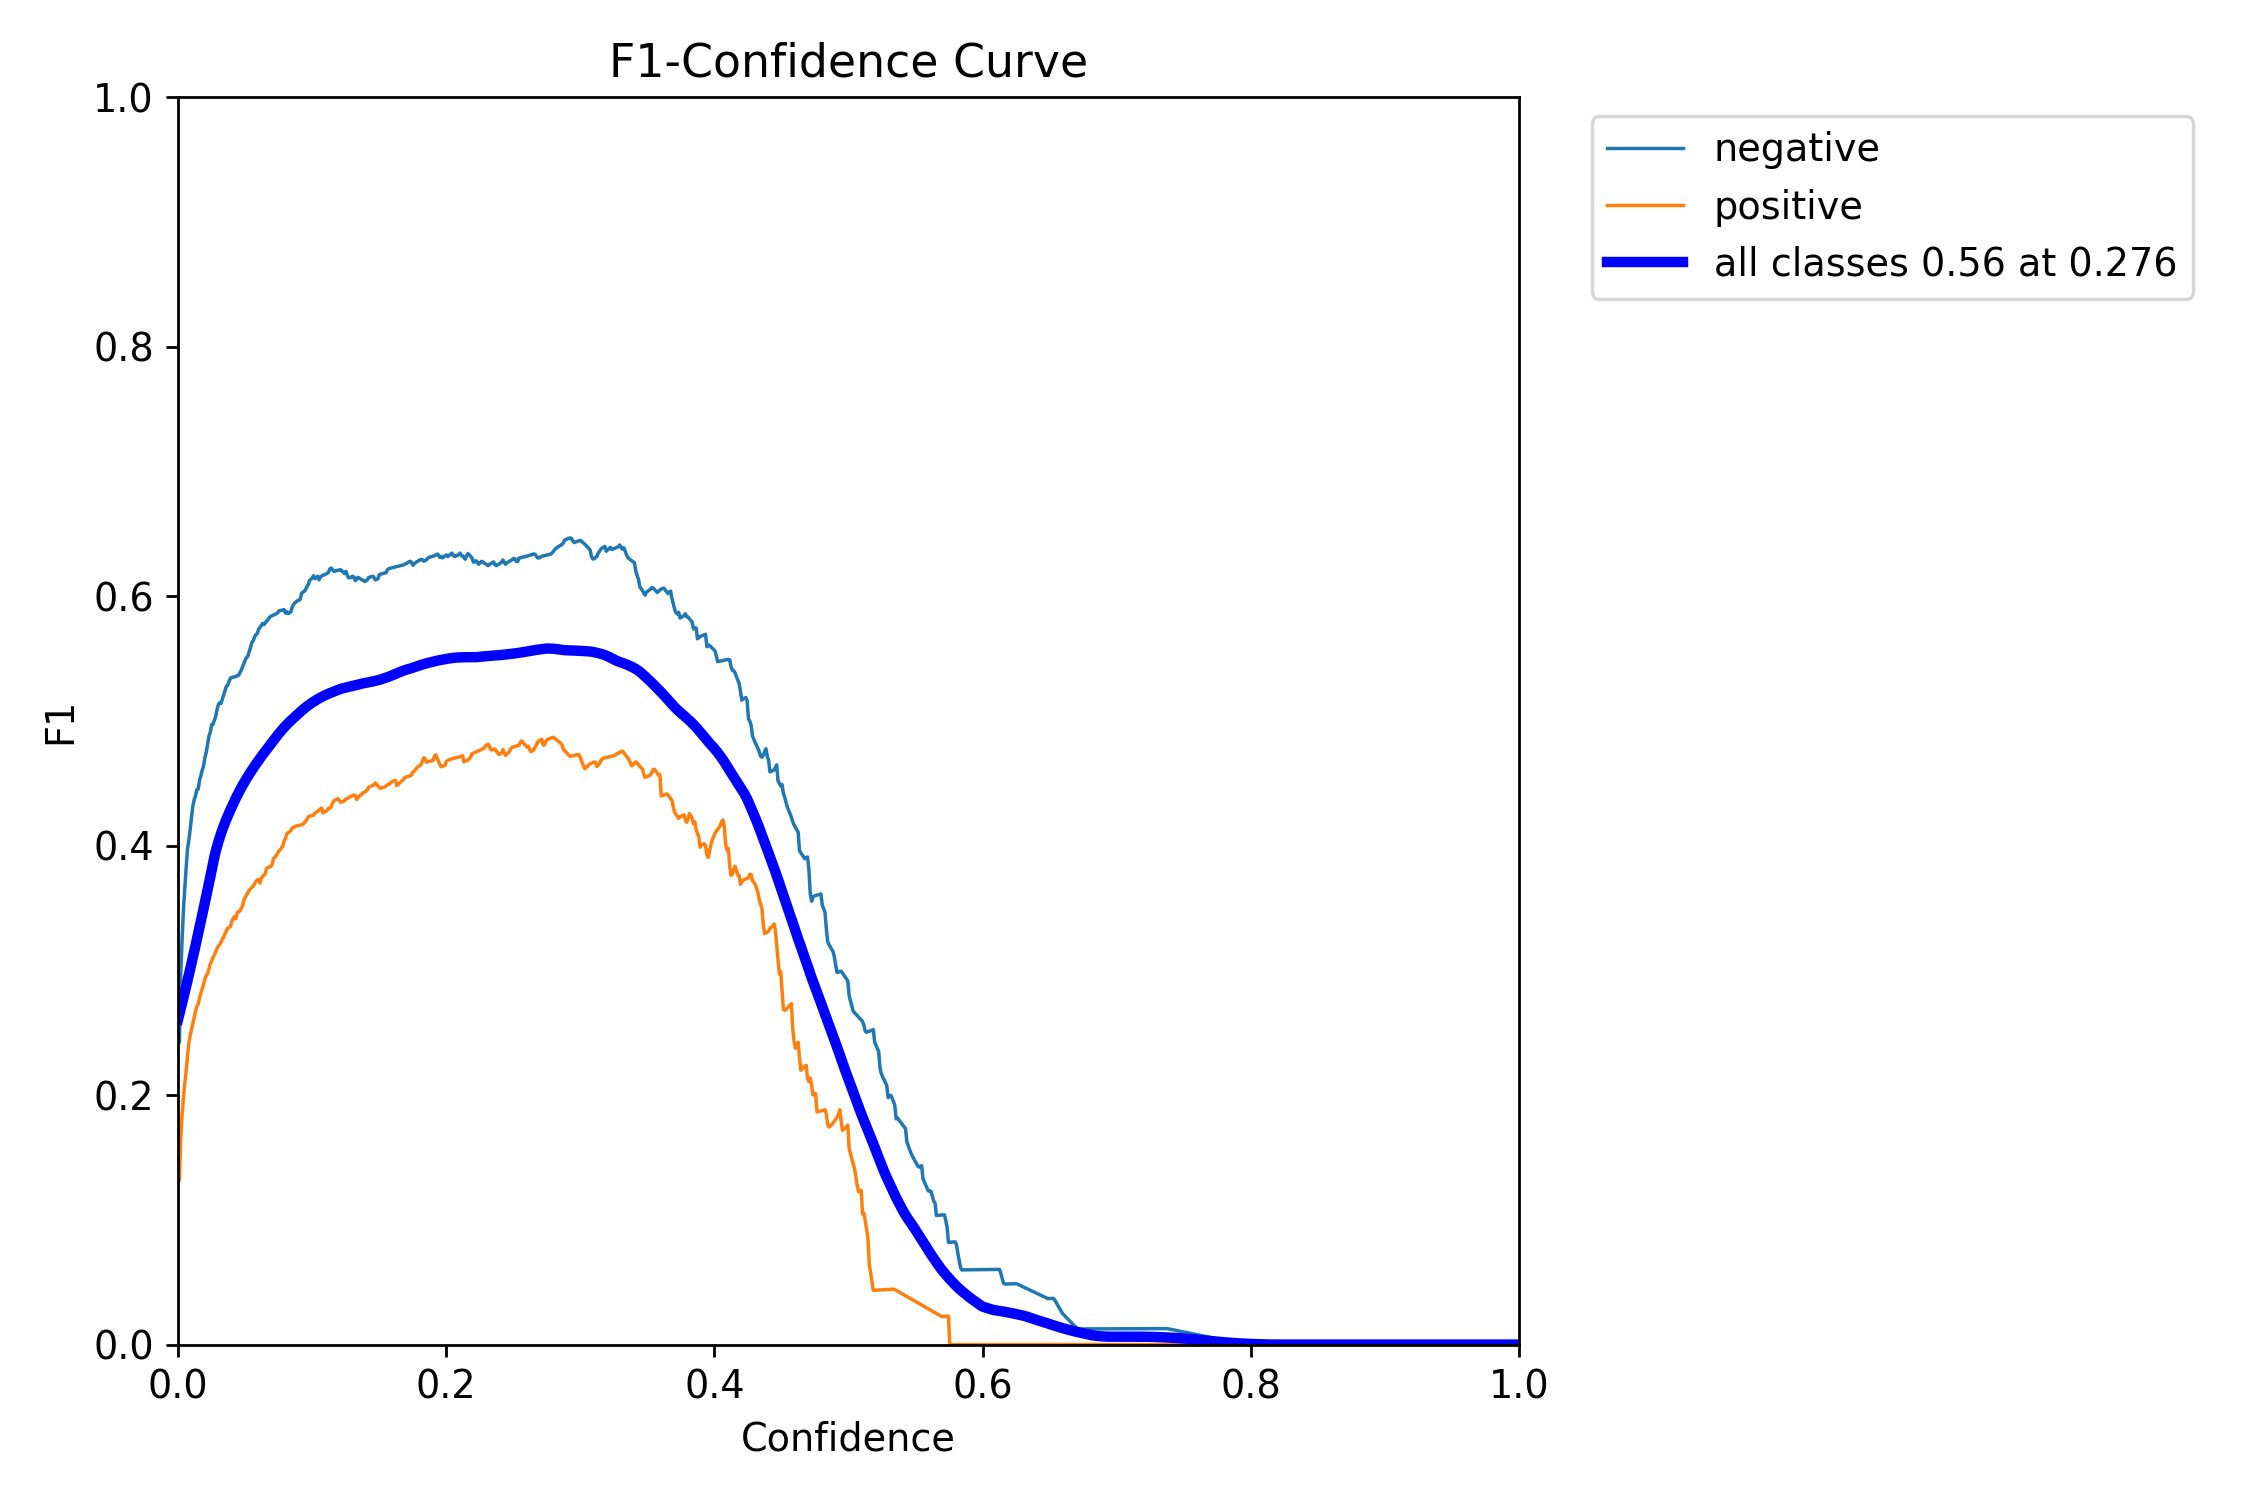 F1-Confidence Curve
1.0
0.8
0.6
0.4
0.2
0.0
F1
0.0 0.2 0.4 0.6 0.8 1.0
Confidence
negative
positive
all classes 0.56 at 0.276